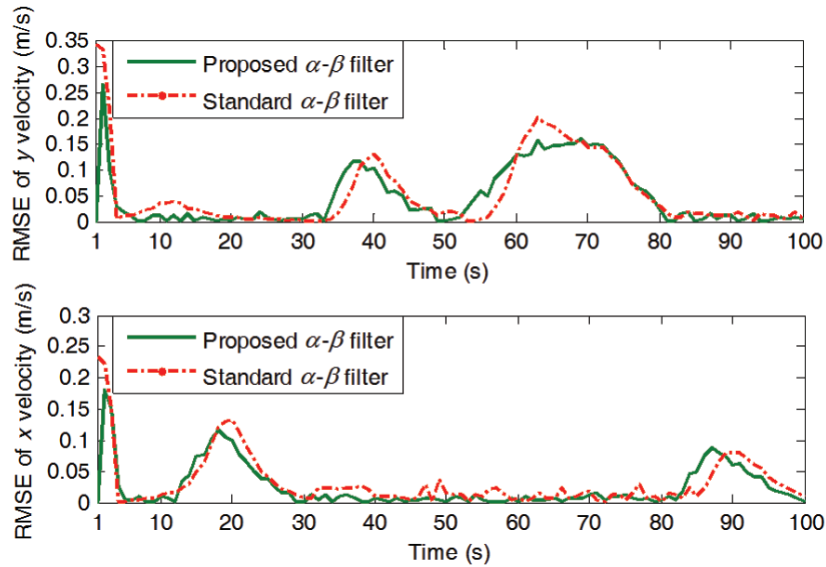 RMSE of y velocity (m/s)
0.35
0.3
0.25
0.2
0.15
0.1
0.05
0
Proposed α-β filter
Standard α-β filter
1 10 20 30 40 50 60 70 80 90 100
Time (s)
RMSE of x velocity (m/s)
0.3
0.25
0.2
0.15
0.1
0.05
0
Proposed α-β filter
Standard α-β filter
1 10 20 30 40 50 60 70 80 90 100
Time (s)